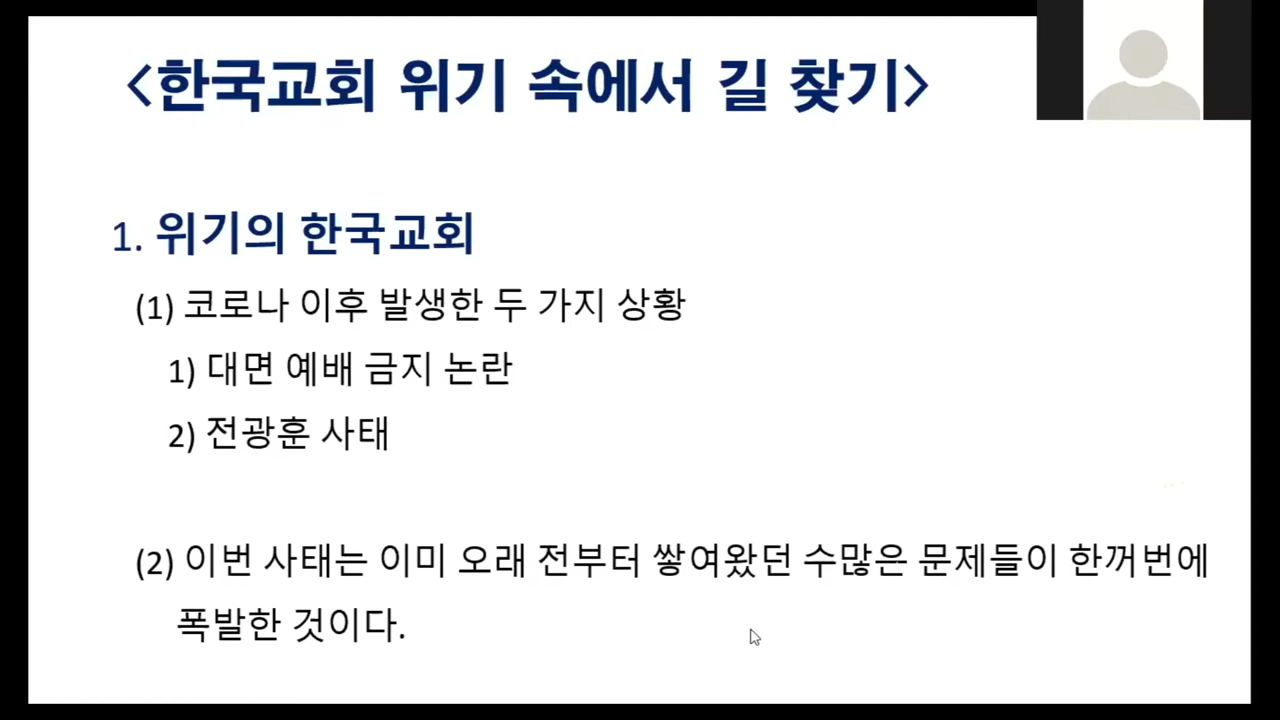 <한국교회 위기 속에서 길 찾기>
1. 위기의 한국교회
(1) 코로나 이후 발생한 두 가지 상황
1) 대면 예배 금지 논란
2) 전광훈 사태
(2) 이번 사태는 이미 오래 전부터 쌓여왔던 수많은 문제들이 한꺼번에
폭발한 것이다.